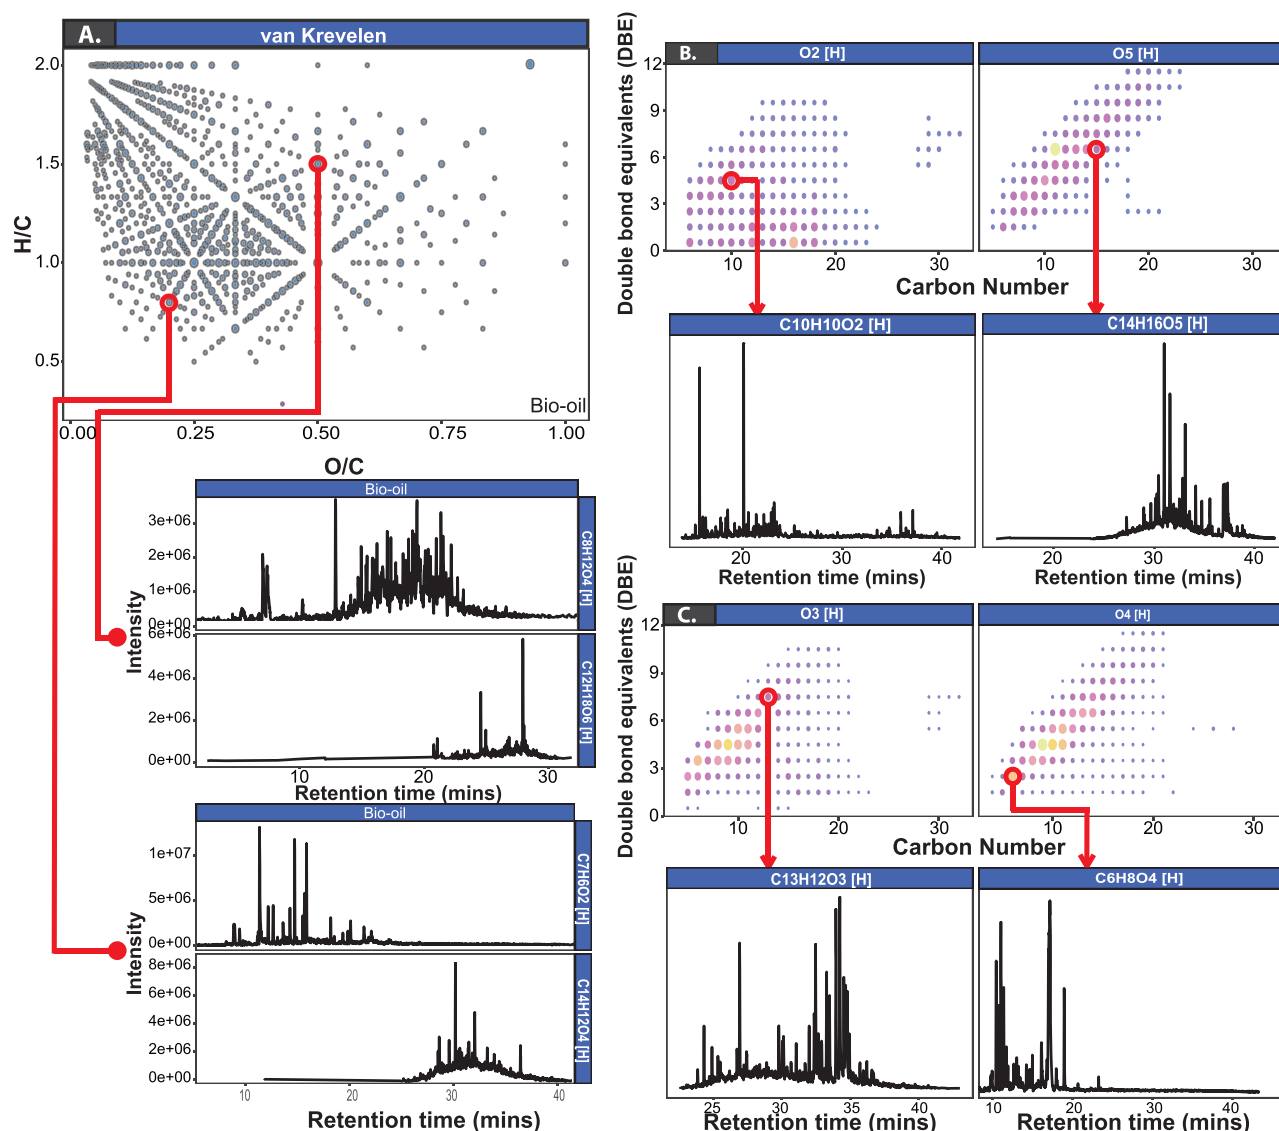 A.
van Krevelen
2.0
1.5
1.0
0.5
H/C
Bio-oil
0.00
0.25
0.50
0.75
1.00
O/C
Bio-oil
3e+06
2e+06
1e+06
0e+00
C8H12O4 [H]
6e+06
4e+06
2e+06
0e+00
C12H18O6 [H]
Intensity
10
20
30
Retention time (mins)
Bio-oil
1e+07
5e+06
0e+00
C7H6O2 [H]
8e+06
6e+06
4e+06
2e+06
0e+00
C14H12O4 [H]
Intensity
10
20
30
40
Retention time (mins)
B.
O2 [H]
O5 [H]
Double bond equivalents (DBE)
12
9
6
3
0
10
20
30
10
20
30
Carbon Number
C10H10O2 [H]
C14H16O5 [H]
20
30
40
20
30
40
Retention time (mins)
Retention time (mins)
C.
O3 [H]
O4 [H]
Double bond equivalents (DBE)
12
9
6
3
0
10
20
30
10
20
30
Carbon Number
C13H12O3 [H]
C6H8O4 [H]
25
30
35
40
10
20
30
40
Retention time (mins)
Retention time (mins)